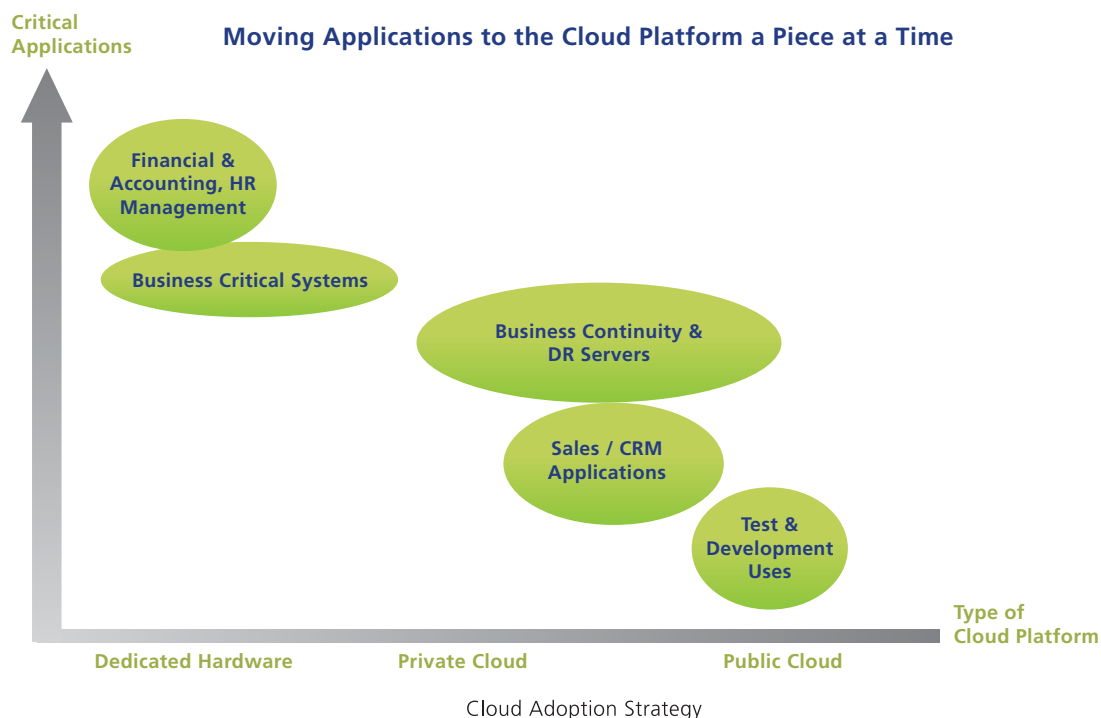 Critical
Applications
Moving Applications to the Cloud Platform a Piece at a Time
Financial &
Accounting, HR
Management
Business Critical Systems
Business Continuity &
DR Servers
Sales / CRM
Applications
Test &
Development
Uses
Type of
Cloud Platform
Dedicated Hardware
Private Cloud
Public Cloud
Cloud Adoption Strategy